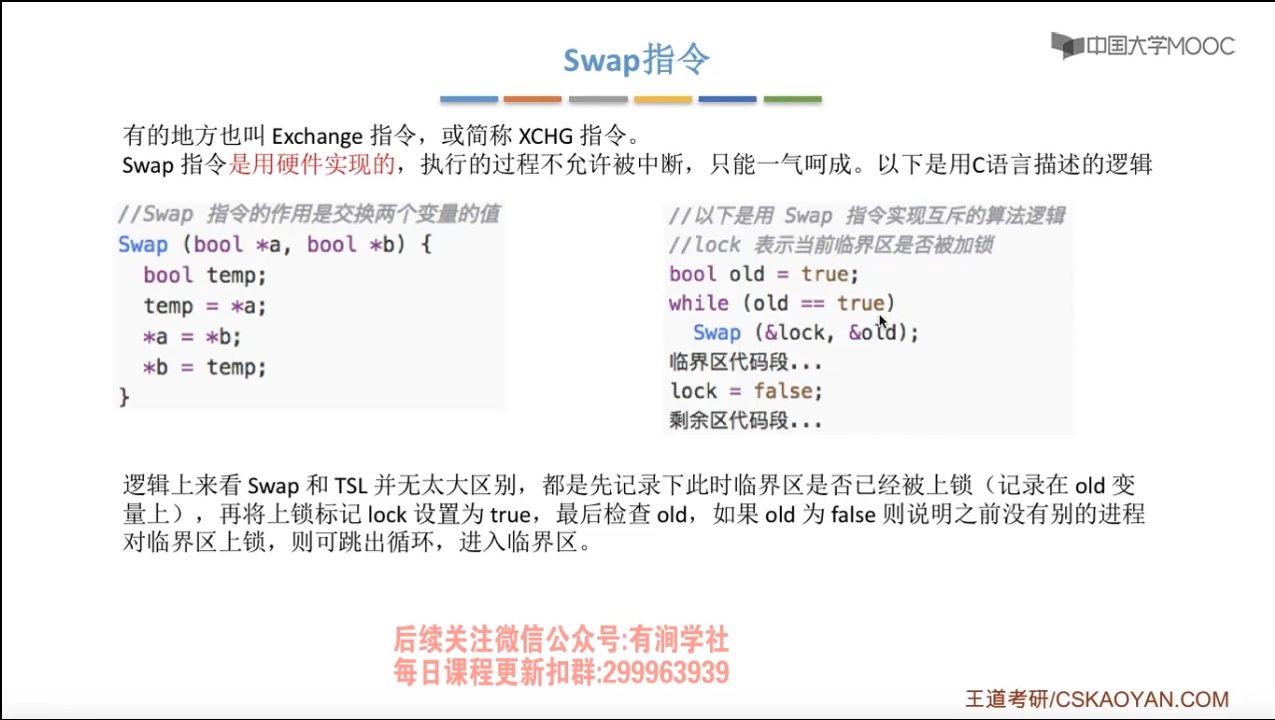 Swap指令
中国大学MOOC
有的地方也叫 Exchange 指令，或简称 XCHG 指令。
Swap 指令是用硬件实现的，执行的过程不允许被中断，只能一气呵成。以下是用C语言描述的逻辑
//Swap 指令的作用是交换两个变量的值
Swap (bool *a, bool *b) {
bool temp;
temp = *a;
*a = *b;
*b = temp;
}
//以下是用 Swap 指令实现互斥的算法逻辑
//lock 表示当前临界区是否被加锁
bool old = true;
while (old == true)
Swap (&lock, &old);
临界区代码段...
lock = false;
剩余区代码段...
逻辑上来看 Swap 和 TSL 并无太大区别，都是先记录下此时临界区是否已经被上锁（记录在 old 变
量上），再将上锁标记 lock 设置为 true，最后检查 old，如果 old 为 false 则说明之前没有别的进程
对临界区上锁，则可跳出循环，进入临界区。
后续关注微信公众号:有涧学社
每日课程更新扣群:299963939
王道考研/CSKAOYAN.COM